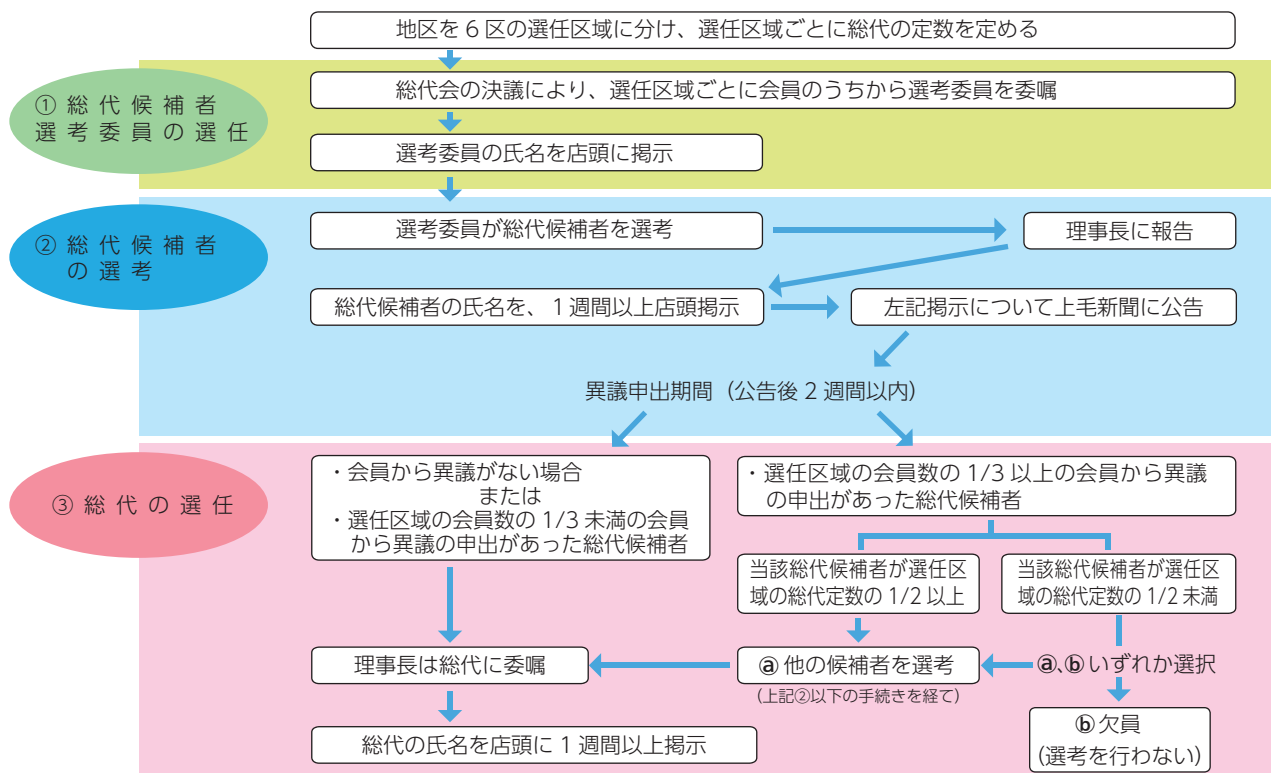 地区を6区の選任区域に分け、選任区域ごとに総代の定数を定める
①総代候補者
選考委員の選任
総代会の決議により、選任区域ごとに会員のうちから選考委員を委嘱
選考委員の氏名を店頭に掲示
②総代候補者
の選考
選考委員が総代候補者を選考
理事長に報告
総代候補者の氏名を、1週間以上店頭掲示
左記掲示について上毛新聞に公告
異議申出期間（公告後2週間以内）
③総代の選任
・会員から異議がない場合
または
・選任区域の会員数の1/3未満の会員
から異議の申出があった総代候補者
・選任区域の会員数の1/3以上の会員から異議
の申出があった総代候補者
当該総代候補者が選任区
域の総代定数の1/2以上
当該総代候補者が選任区
域の総代定数の1/2未満
理事長は総代に委嘱
ⓐ他の候補者を選考
(上記②以下の手続きを経て)
ⓐ、ⓑいずれか選択
総代の氏名を店頭に1週間以上掲示
ⓑ欠員
(選考を行わない)